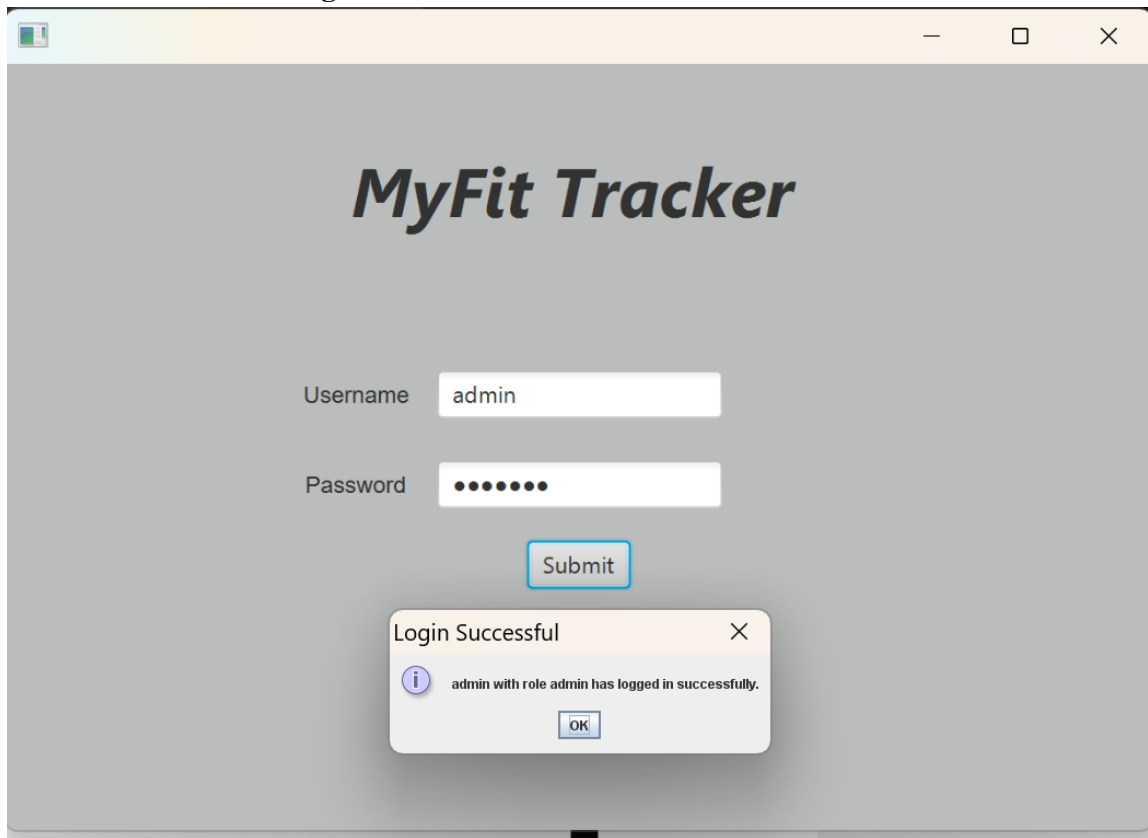 MyFit Tracker
Username admin
Password •••••••
Submit
Login Successful
admin with role admin has logged in successfully.
OK